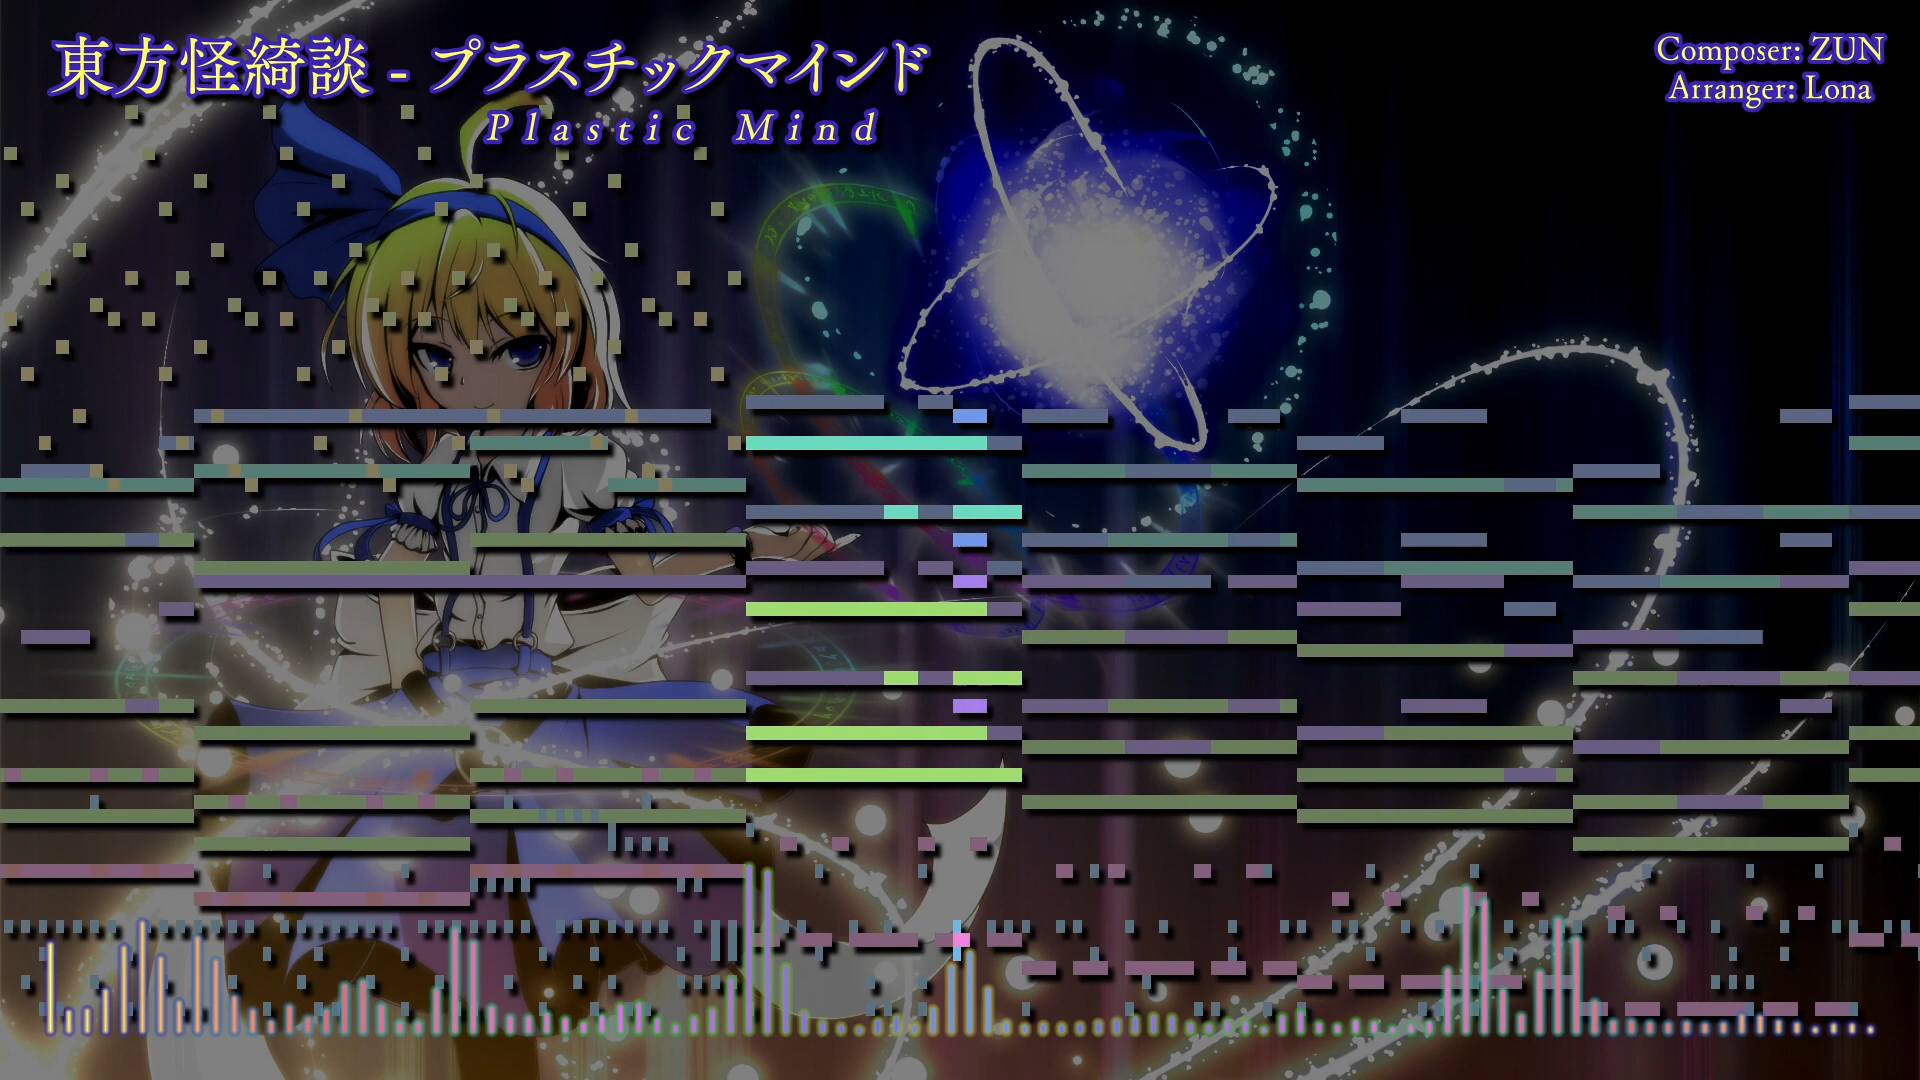 東方怪綺談 - プラスチックマインド
Plastic Mind
Composer: ZUN
Arranger: Lona